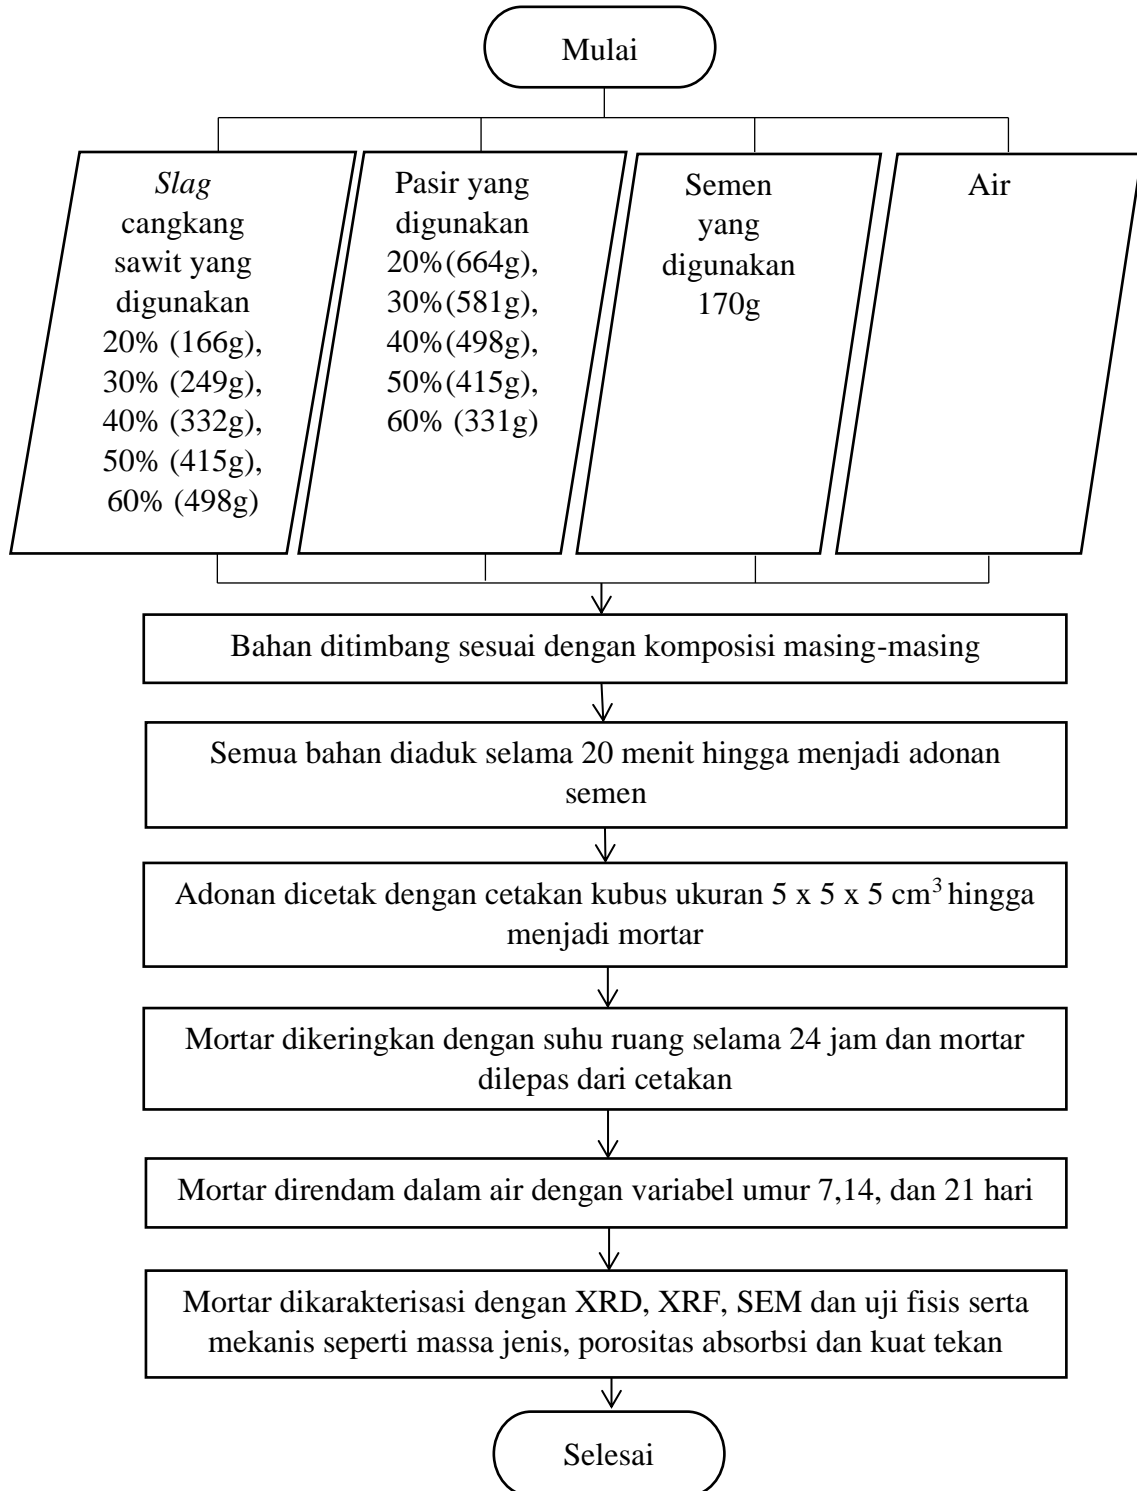 Mulai
Slag
cangkang
sawit yang
digunakan
20% (166g),
30% (249g),
40% (332g),
50% (415g),
60% (498g)
Pasir yang
digunakan
20%(664g),
30%(581g),
40%(498g),
50%(415g),
60% (331g)
Semen
yang
digunakan
170g
Air
Bahan ditimbang sesuai dengan komposisi masing-masing
Semua bahan diaduk selama 20 menit hingga menjadi adonan
semen
Adonan dicetak dengan cetakan kubus ukuran 5 x 5 x 5 cm³ hingga
menjadi mortar
Mortar dikeringkan dengan suhu ruang selama 24 jam dan mortar
dilepas dari cetakan
Mortar direndam dalam air dengan variabel umur 7,14, dan 21 hari
Mortar dikarakterisasi dengan XRD, XRF, SEM dan uji fisis serta
mekanis seperti massa jenis, porositas absorbsi dan kuat tekan
Selesai